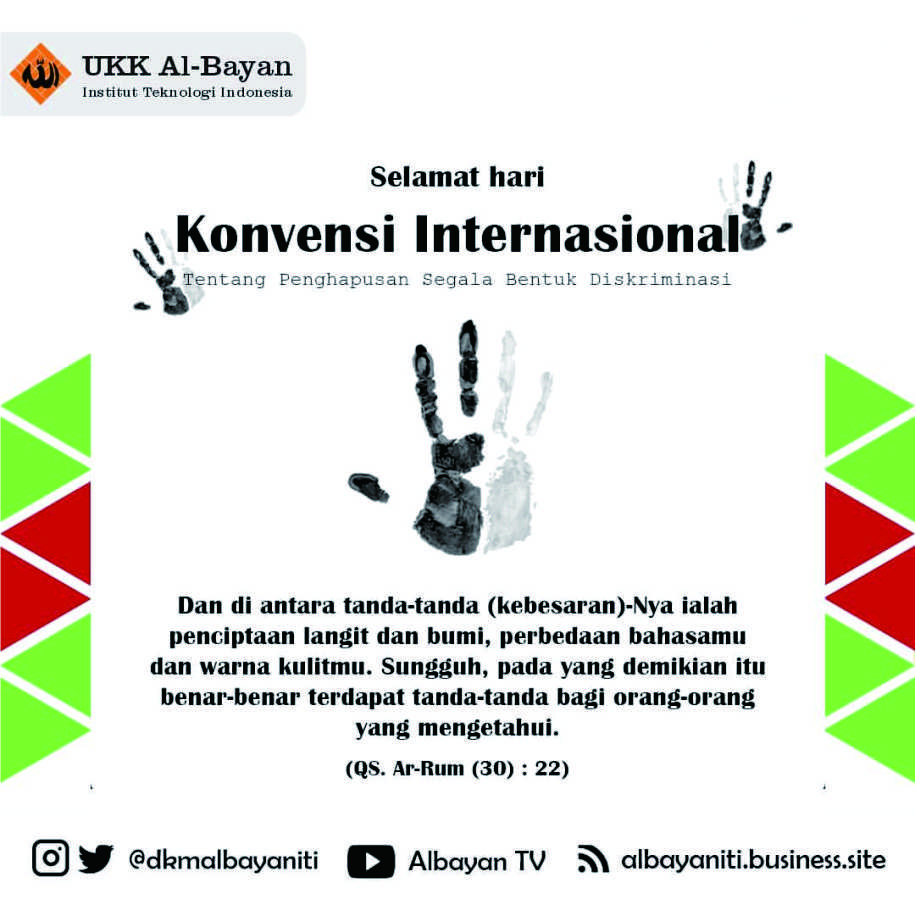 UKK Al-Bayan
Institut Teknologi Indonesia
Selamat hari
Konvensi Internasional
Tentang Penghapusan Segala Bentuk Diskriminasi
Dan di antara tanda-tanda (kebesaran)-Nya ialah
penciptaan langit dan bumi, perbedaan bahasamu
dan warna kulitmu. Sungguh, pada yang demikian itu
benar-benar terdapat tanda-tanda bagi orang-orang
yang mengetahui.
(QS. Ar-Rum (30) : 22)
@dkmalbayaniti
Albayan TV
albayaniti.business.site